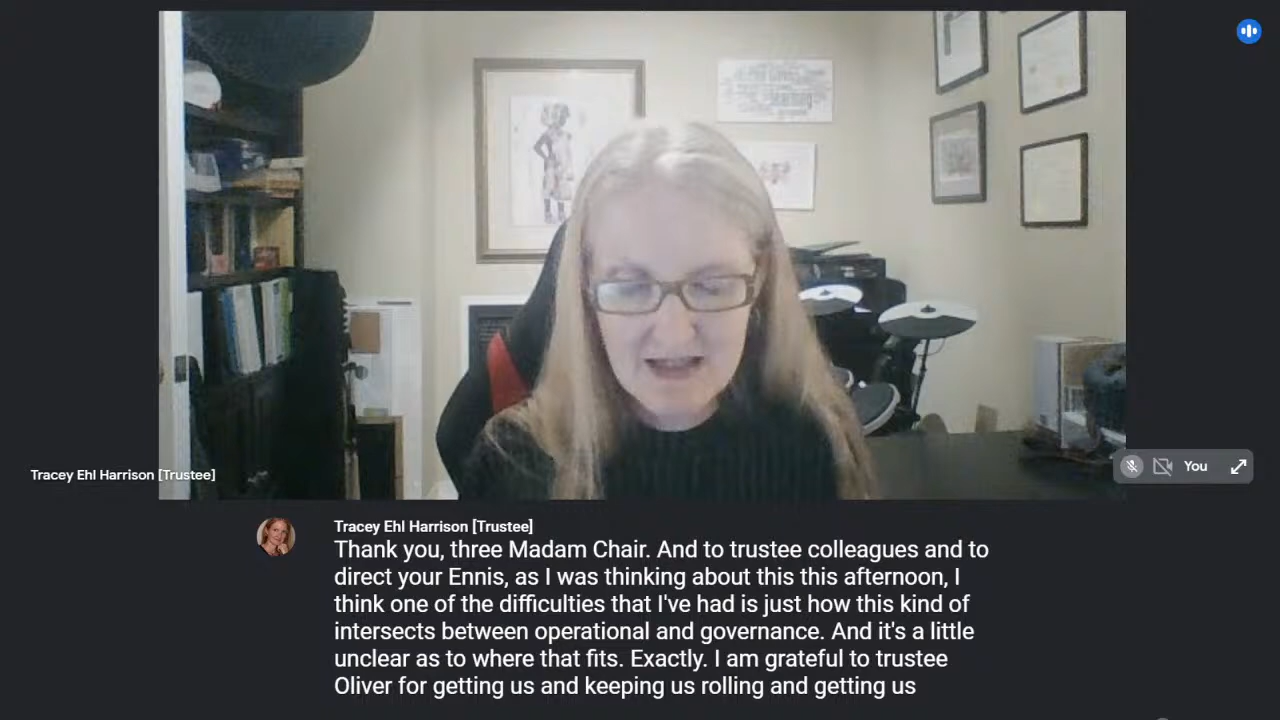 Tracey Ehl Harrison [Trustee]
You
Tracey Ehl Harrison [Trustee]
Thank you, three Madam Chair. And to trustee colleagues and to
direct your Ennis, as I was thinking about this this afternoon, I
think one of the difficulties that I've had is just how this kind of
intersects between operational and governance. And it's a little
unclear as to where that fits. Exactly. I am grateful to trustee
Oliver for getting us and keeping us rolling and getting us